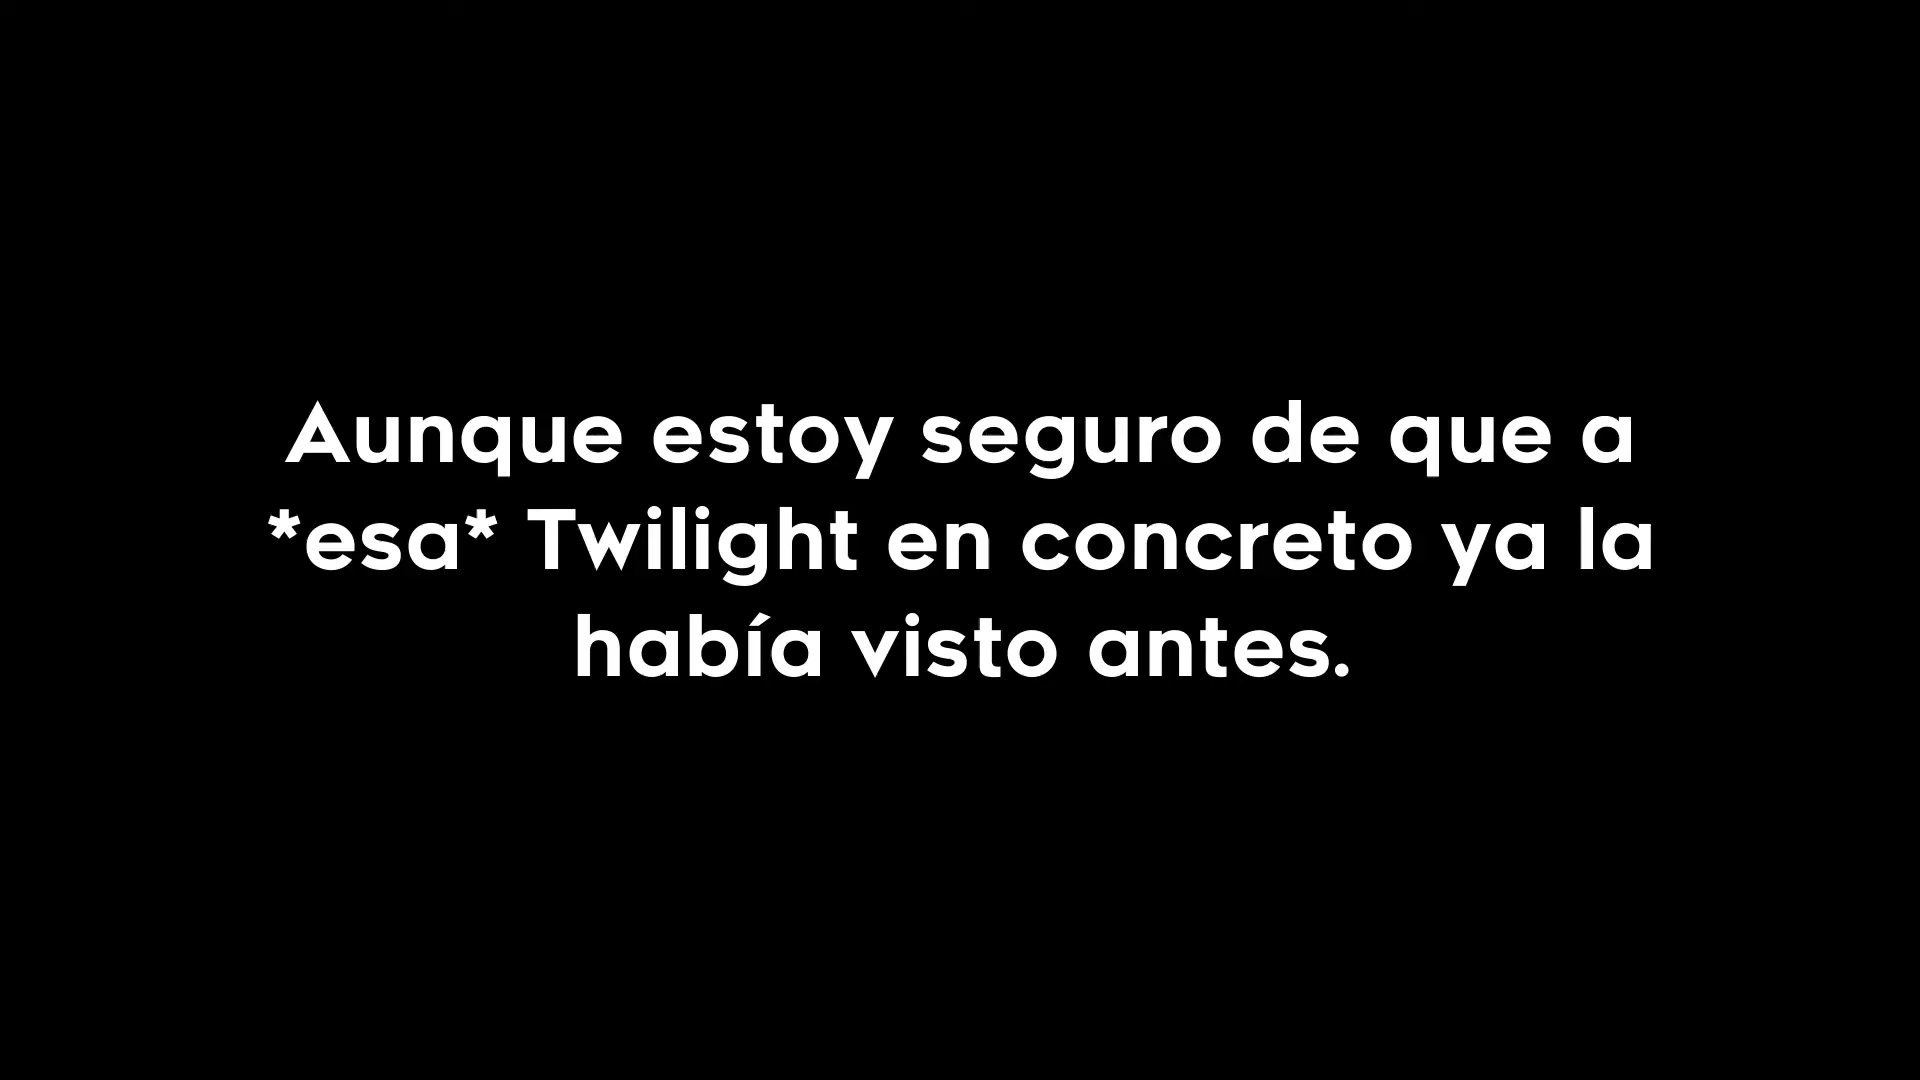 Aunque estoy seguro de que a
*esa* Twilight en concreto ya la
había visto antes.